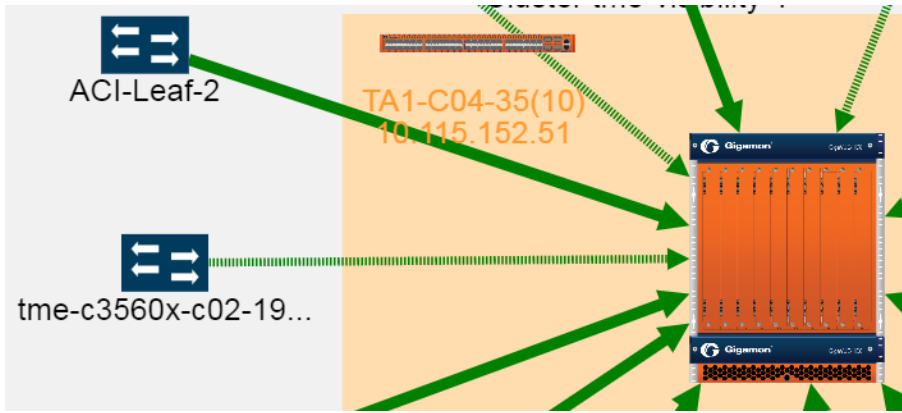 ACI-Leaf-2
TA1-C04-35(10)
10.115.152.51
Gigamon
tme-c3560x-c02-19...
Gigamon